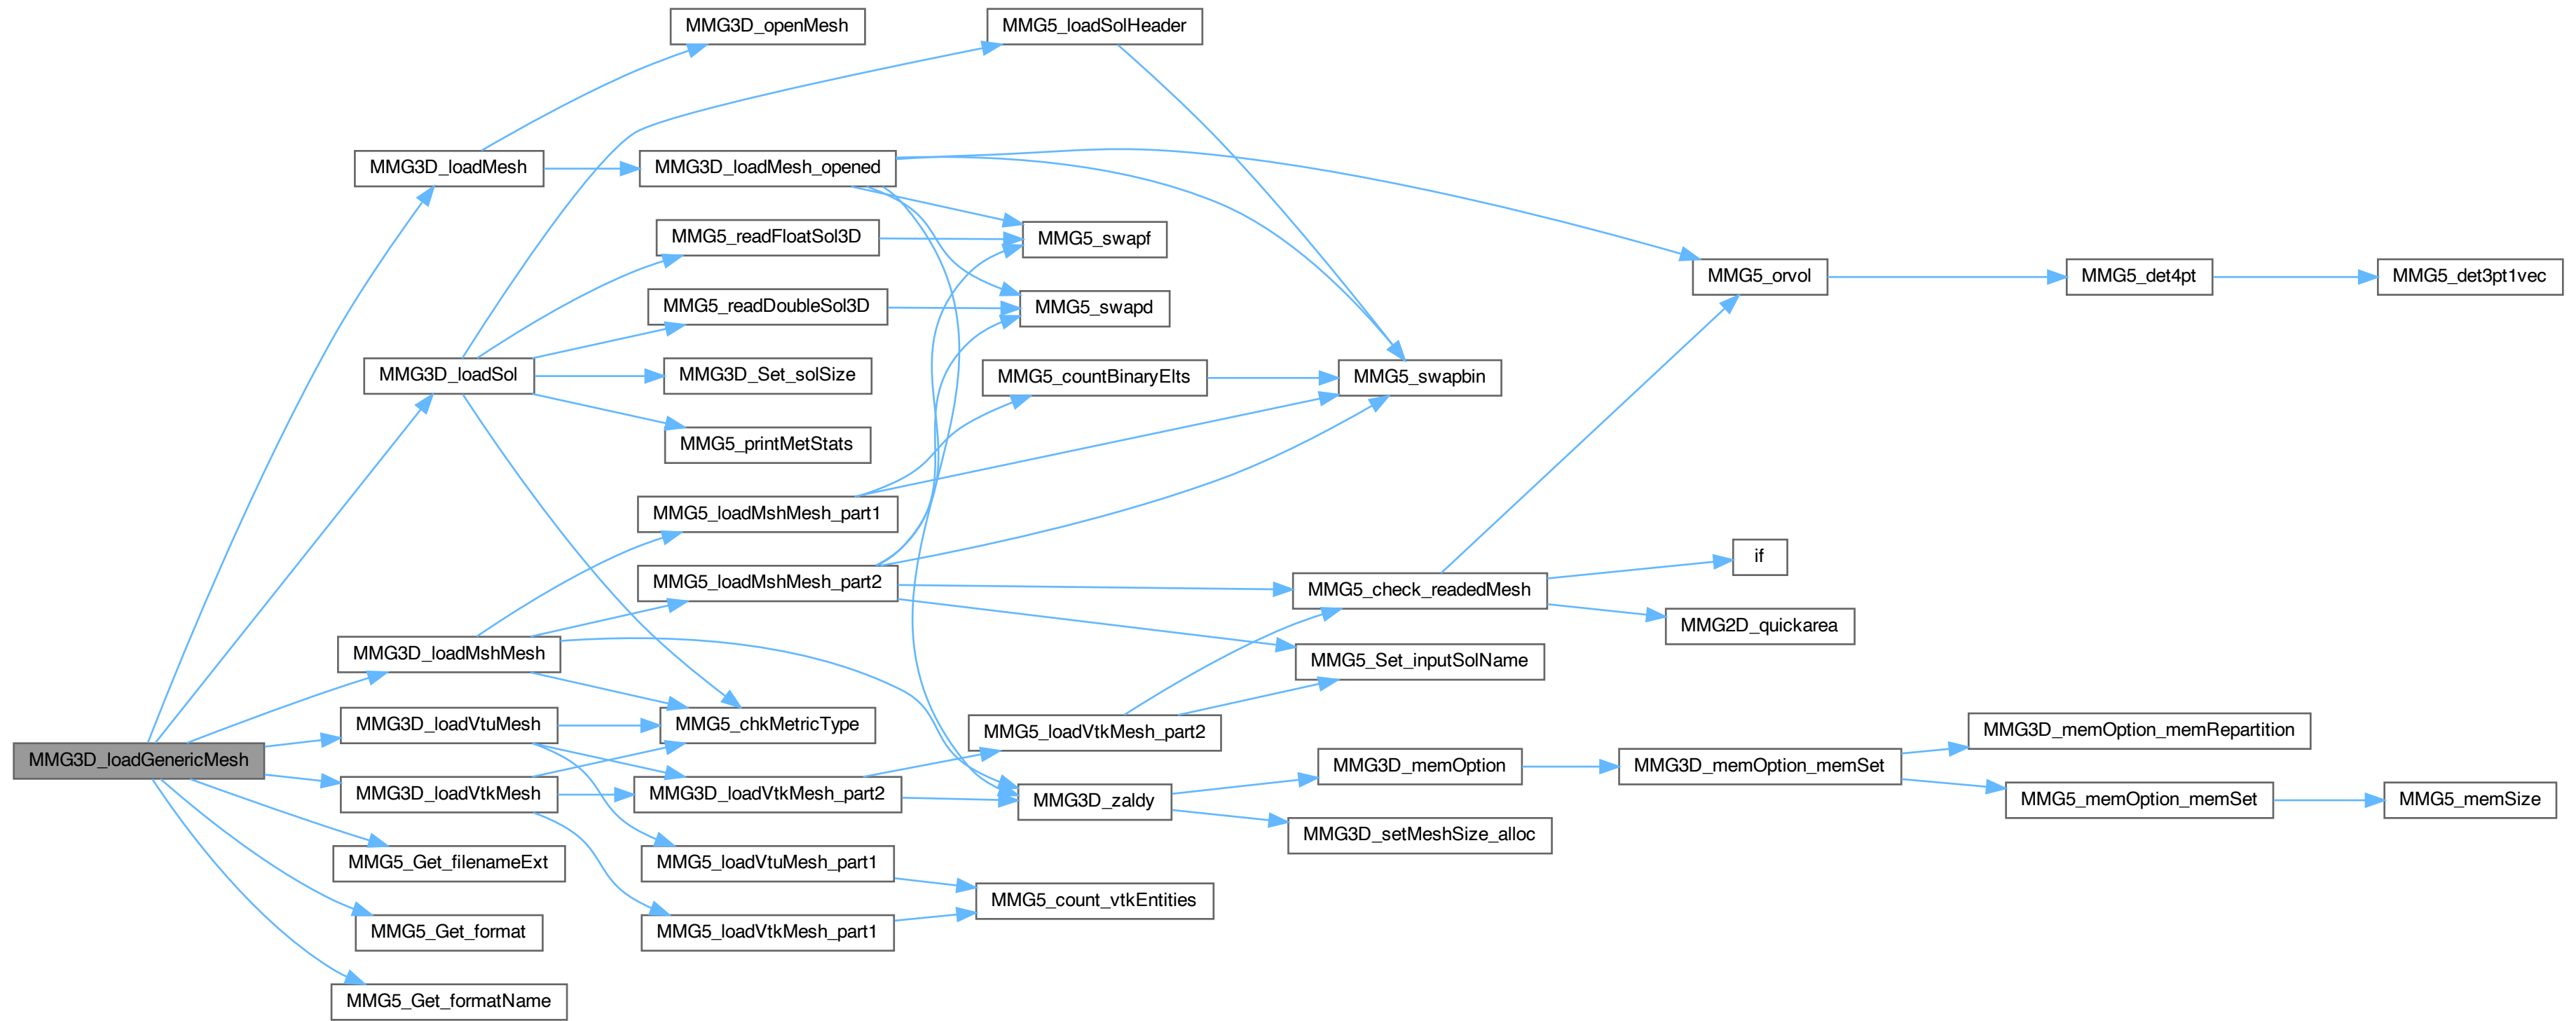 MMG3D_openMesh
MMG5_loadSolHeader
MMG3D_loadMesh
MMG3D_loadMesh_opened
MMG5_readFloatSol3D
MMG5_swapf
MMG5_orvol
MMG5_det4pt
MMG5_det3pt1vec
MMG5_readDoubleSol3D
MMG5_swapd
MMG3D_loadSol
MMG3D_Set_solSize
MMG5_countBinaryElts
MMG5_swapbin
MMG5_printMetStats
MMG5_loadMshMesh_part1
if
MMG5_loadMshMesh_part2
MMG5_check_readedMesh
MMG2D_quickarea
MMG3D_loadMshMesh
MMG5_Set_inputSolName
MMG3D_loadVtuMesh
MMG5_chkMetricType
MMG5_loadVtkMesh_part2
MMG3D_memOption_memRepartition
MMG3D_loadGenericMesh
MMG3D_memOption
MMG3D_memOption_memSet
MMG3D_loadVtkMesh
MMG3D_loadVtkMesh_part2
MMG3D_zaldy
MMG5_memOption_memSet
MMG5_memSize
MMG3D_setMeshSize_alloc
MMG5_Get_filenameExt
MMG5_loadVtuMesh_part1
MMG5_count_vtkEntities
MMG5_Get_format
MMG5_loadVtkMesh_part1
MMG5_Get_formatName